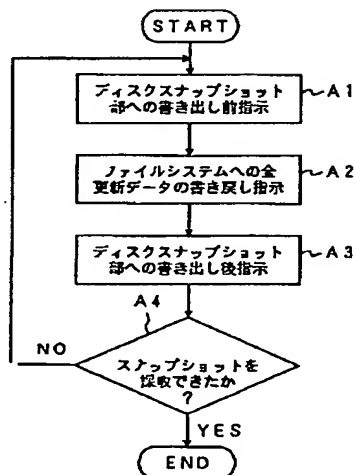 START
ディスクスナップショット
部への書き出し前指示
A1
ファイルシステムへの全
更新データの書き戻し指示
A2
ディスクスナップショット
部への書き出し後指示
A3
A4
スナップショットを
採取できたか
?
NO
YES
END